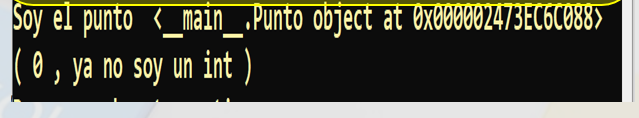 Soy el punto <__main__.Punto object at 0x000002473EC6C088>
( 0 , ya no soy un int )